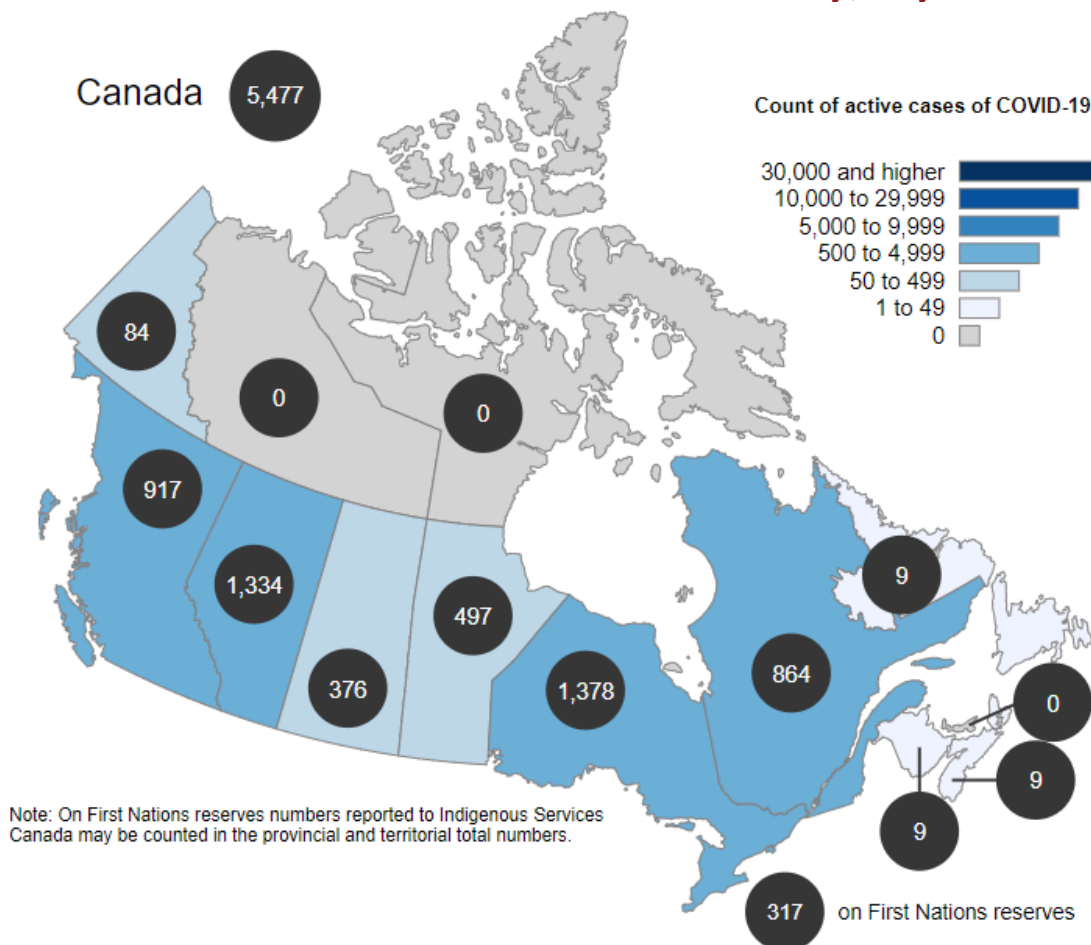 Canada
5,477
Count of active cases of COVID-19
30,000 and higher
10,000 to 29,999
5,000 to 9,999
500 to 4,999
50 to 499
1 to 49
0
84
0
0
917
1,334
376
497
1,378
864
9
0
9
9
Note: On First Nations reserves numbers reported to Indigenous Services
Canada may be counted in the provincial and territorial total numbers.
317 on First Nations reserves